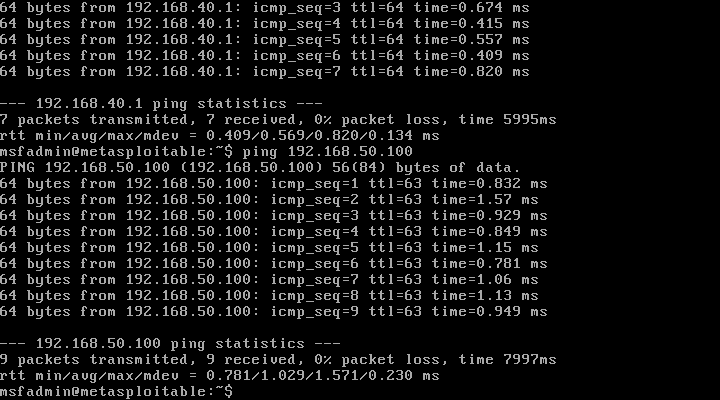 64 bytes from 192.168.40.1: icmp_seq=3 ttl=64 time=0.674 ms
64 bytes from 192.168.40.1: icmp_seq=4 ttl=64 time=0.415 ms
64 bytes from 192.168.40.1: icmp_seq=5 ttl=64 time=0.557 ms
64 bytes from 192.168.40.1: icmp_seq=6 ttl=64 time=0.409 ms
64 bytes from 192.168.40.1: icmp_seq=7 ttl=64 time=0.820 ms
--- 192.168.40.1 ping statistics ---
7 packets transmitted, 7 received, 0% packet loss, time 5995ms
rtt min/avg/max/mdev = 0.409/0.569/0.820/0.134 ms
msfadmin@metasploitable:~$ ping 192.168.50.100
PING 192.168.50.100 (192.168.50.100) 56(84) bytes of data.
64 bytes from 192.168.50.100: icmp_seq=1 ttl=63 time=0.832 ms
64 bytes from 192.168.50.100: icmp_seq=2 ttl=63 time=1.57 ms
64 bytes from 192.168.50.100: icmp_seq=3 ttl=63 time=0.929 ms
64 bytes from 192.168.50.100: icmp_seq=4 ttl=63 time=0.849 ms
64 bytes from 192.168.50.100: icmp_seq=5 ttl=63 time=1.15 ms
64 bytes from 192.168.50.100: icmp_seq=6 ttl=63 time=0.781 ms
64 bytes from 192.168.50.100: icmp_seq=7 ttl=63 time=1.06 ms
64 bytes from 192.168.50.100: icmp_seq=8 ttl=63 time=1.13 ms
64 bytes from 192.168.50.100: icmp_seq=9 ttl=63 time=0.949 ms
--- 192.168.50.100 ping statistics ---
9 packets transmitted, 9 received, 0% packet loss, time 7997ms
rtt min/avg/max/mdev = 0.781/1.029/1.571/0.230 ms
msfadmin@metasploitable:~$